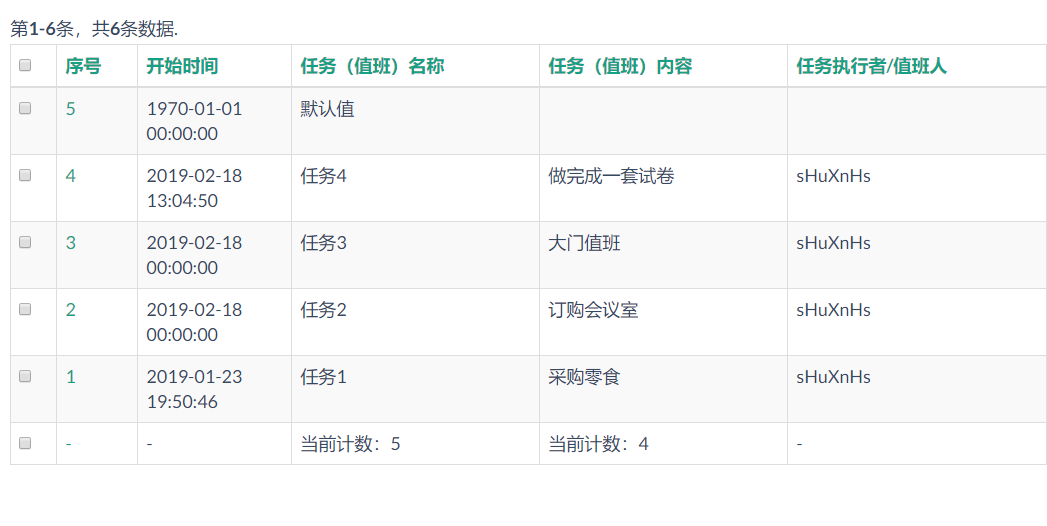 第1-6条，共6条数据.
序号 开始时间 任务（值班）名称 任务（值班）内容 任务执行者/值班人
5 1970-01-01 默认值
00:00:00
4 2019-02-18 任务4 做完成一套试卷 sHuXnHs
13:04:50
3 2019-02-18 任务3 大门值班 sHuXnHs
00:00:00
2 2019-02-18 任务2 订购会议室 sHuXnHs
00:00:00
1 2019-01-23 任务1 采购零食 sHuXnHs
19:50:46
- - 当前计数：5 当前计数：4 -